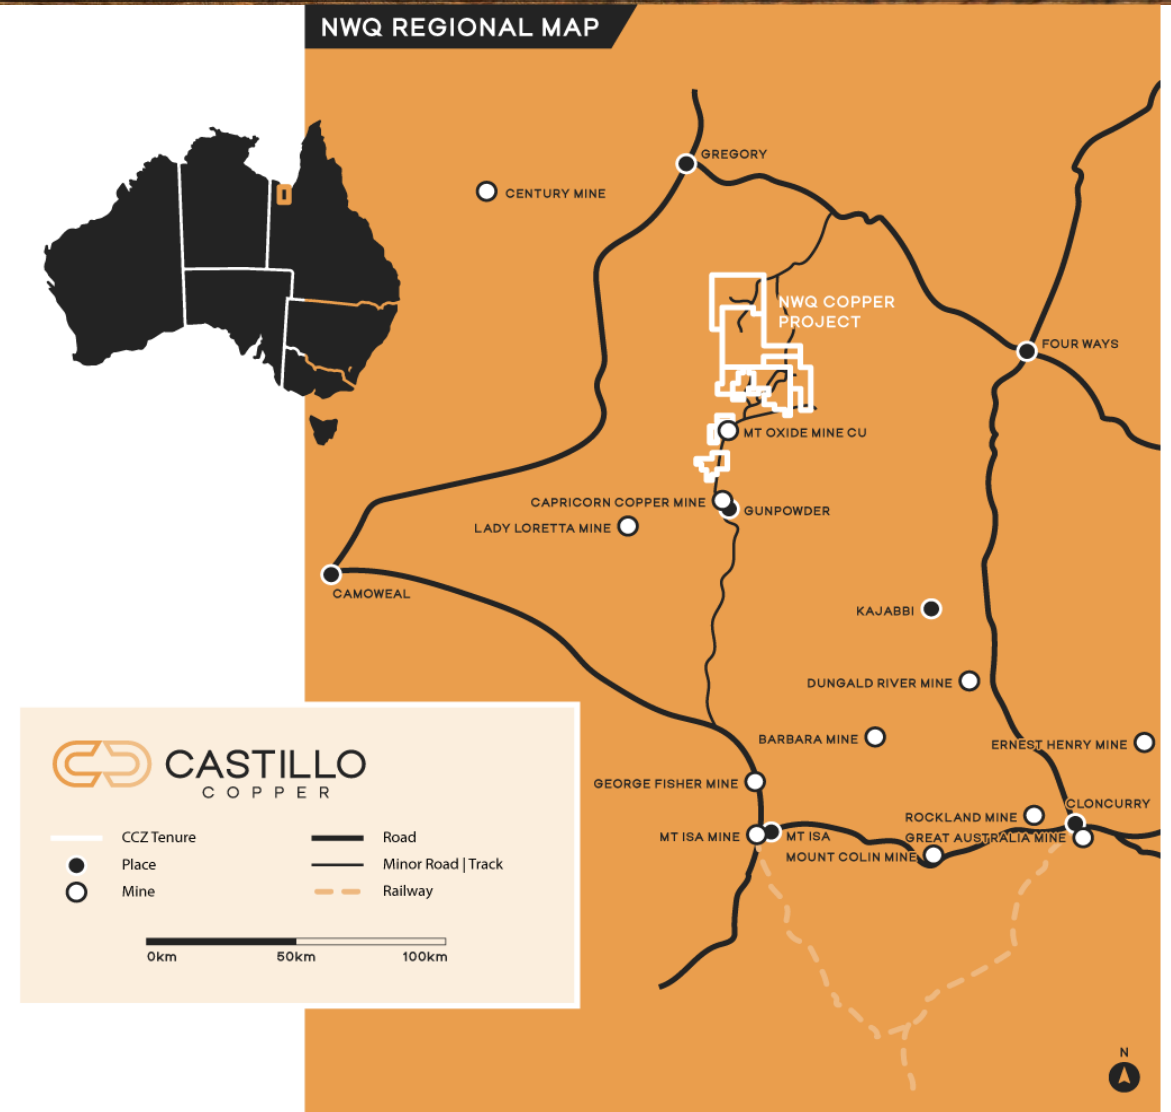 NWQ REGIONAL MAP
GREGORY
CENTURY MINE
NWQ COPPER
PROJECT
FOUR WAYS
MT OXIDE MINE CU
CAPRICORN COPPER MINE
GUNPOWDER
LADY LORETTA MINE
CAMOWEAL
KAJABBI
DUNGALD RIVER MINE
BARBARA MINE
ERNEST HENRY MINE
GEORGE FISHER MINE
CLONCURRY
ROCKLAND MINE
MT ISA MINE
MT ISA
GREAT AUSTRALIA MINE
MOUNT COLIN MINE
CASTILLO
COPPER
CCZ Tenure
Road
Place
Minor Road | Track
Mine
Railway
0km 50km 100km
N